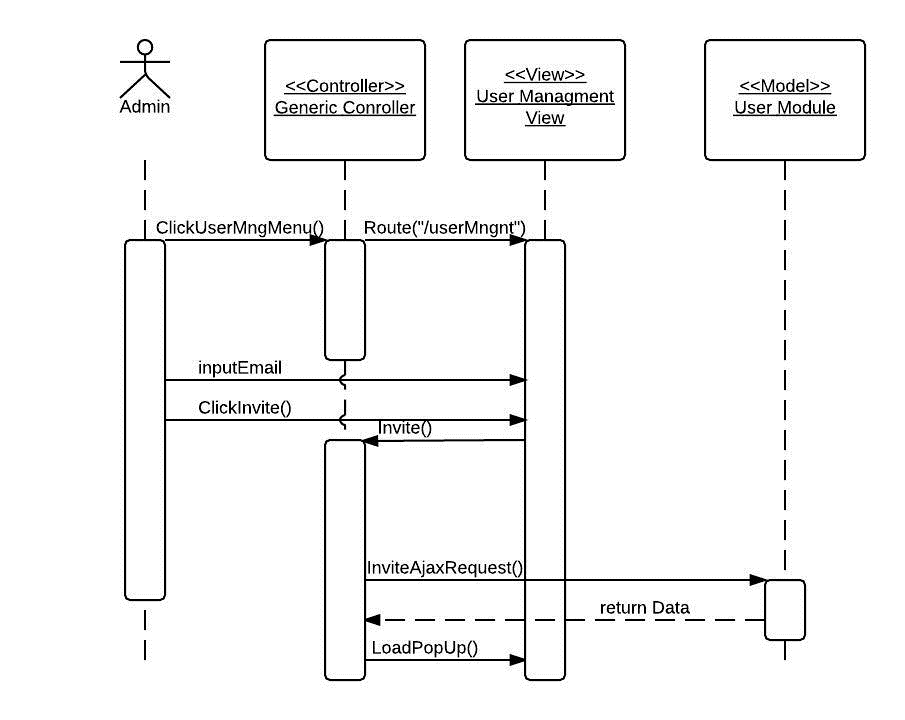 Admin
<<Controller>>
Generic Conroller
<<View>>
User Managment
View
<<Model>>
User Module
ClickUserMngMenu()
Route("/userMngnt")
inputEmail
ClickInvite()
Invite()
InviteAjaxRequest()
return Data
LoadPopUp()